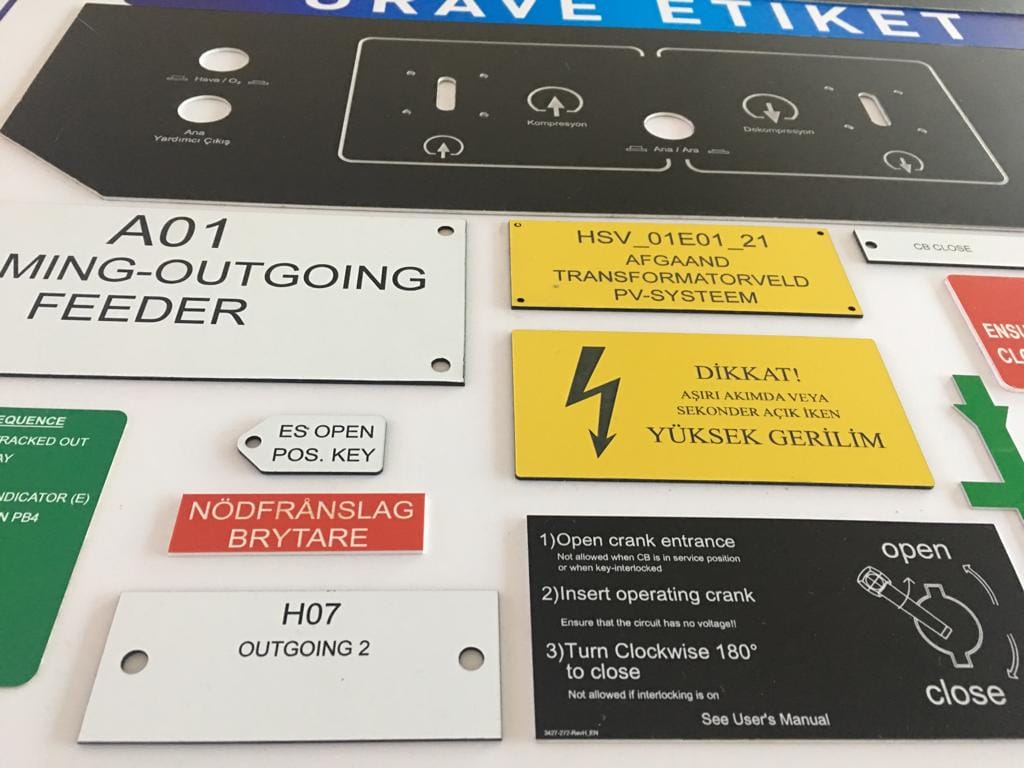 RAVE ETIKET
Hava / O₂
Ana
Yardımcı Çıkış
Kompresyon
Ana / Ara
Dekompresyon
A01
MING-OUTGOING
FEEDER
HSV_01E01_21
AFGAAND
TRANSFORMATORVELD
PV-SYSTEEM
CB CLOSE
ENSU
CLO
DİKKAT!
AŞIRI AKIMDA VEYA
SEKONDER AÇIK İKEN
YÜKSEK GERİLİM
EQUENCE
RACKED OUT
AY
NDICATOR (E)
N PB4
ES OPEN
POS. KEY
NÖDFRÅNSLAG
BRYTARE
H07
OUTGOING 2
1)Open crank entrance
Not allowed when CB is in service position
or when key-interlocked
2)Insert operating crank
Ensure that the circuit has no voltage!!
3)Turn Clockwise 180°
to close
Not allowed if interlocking is on
See User's Manual
3427-272-RevH_EN
open
close